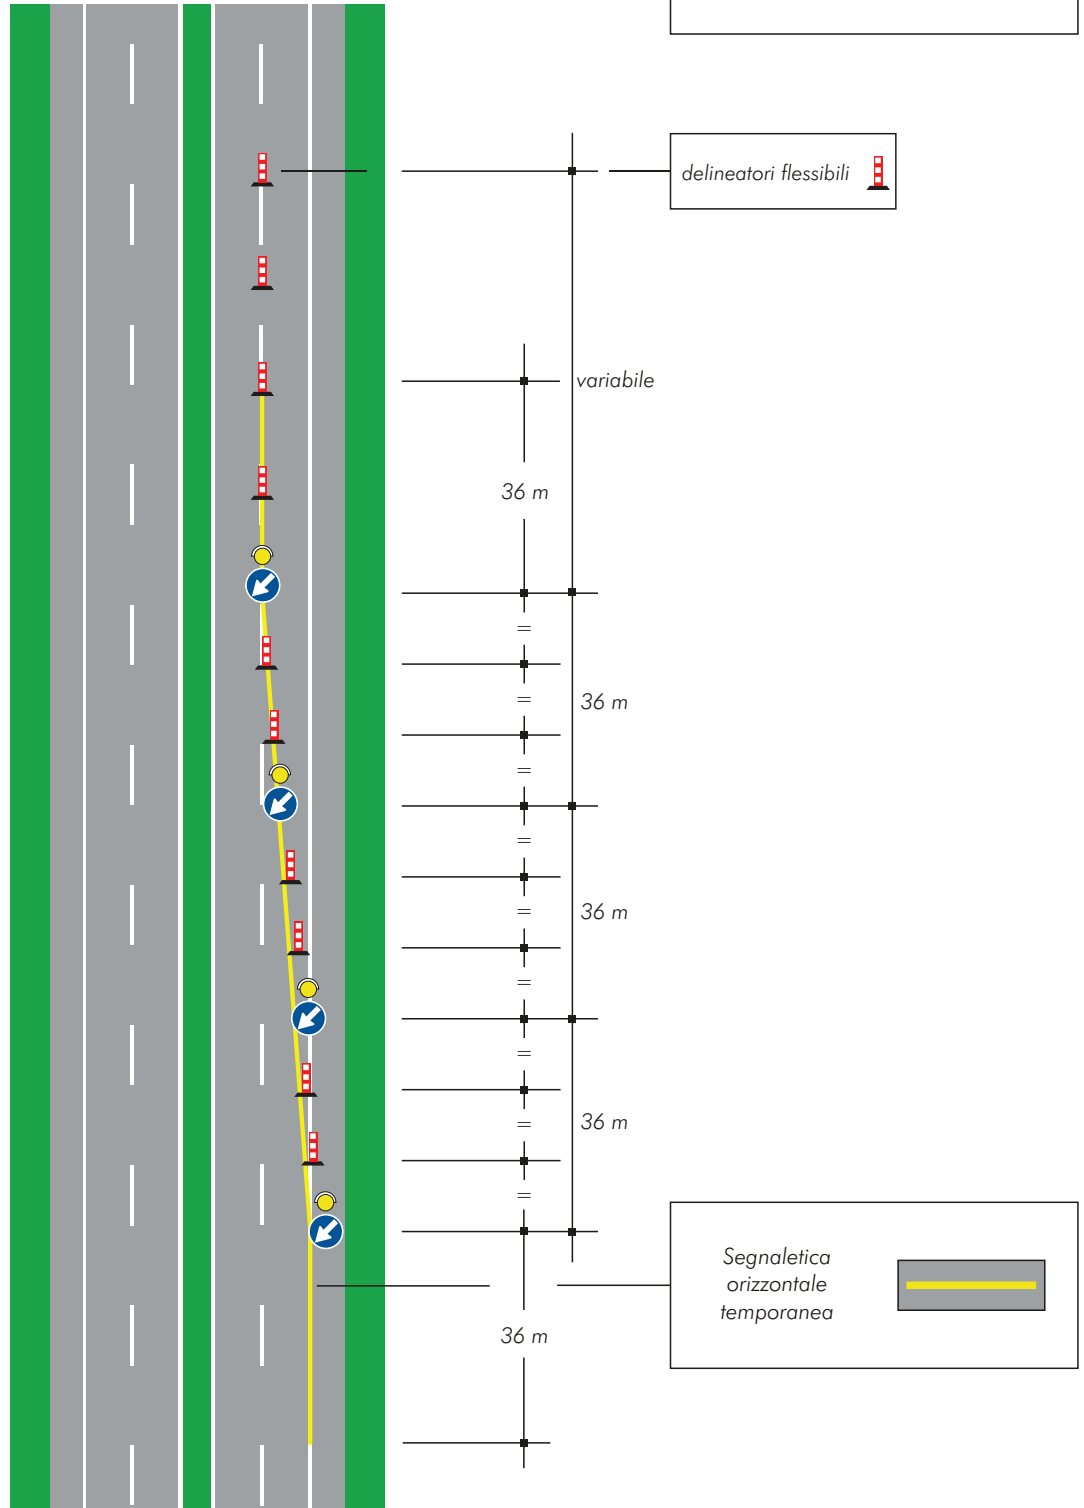 delineatori flessibili
variabile
36 m
=
=
36 m
=
=
=
36 m
=
=
=
36 m
=
=
Segnaletica
orizzontale
temporanea
36 m